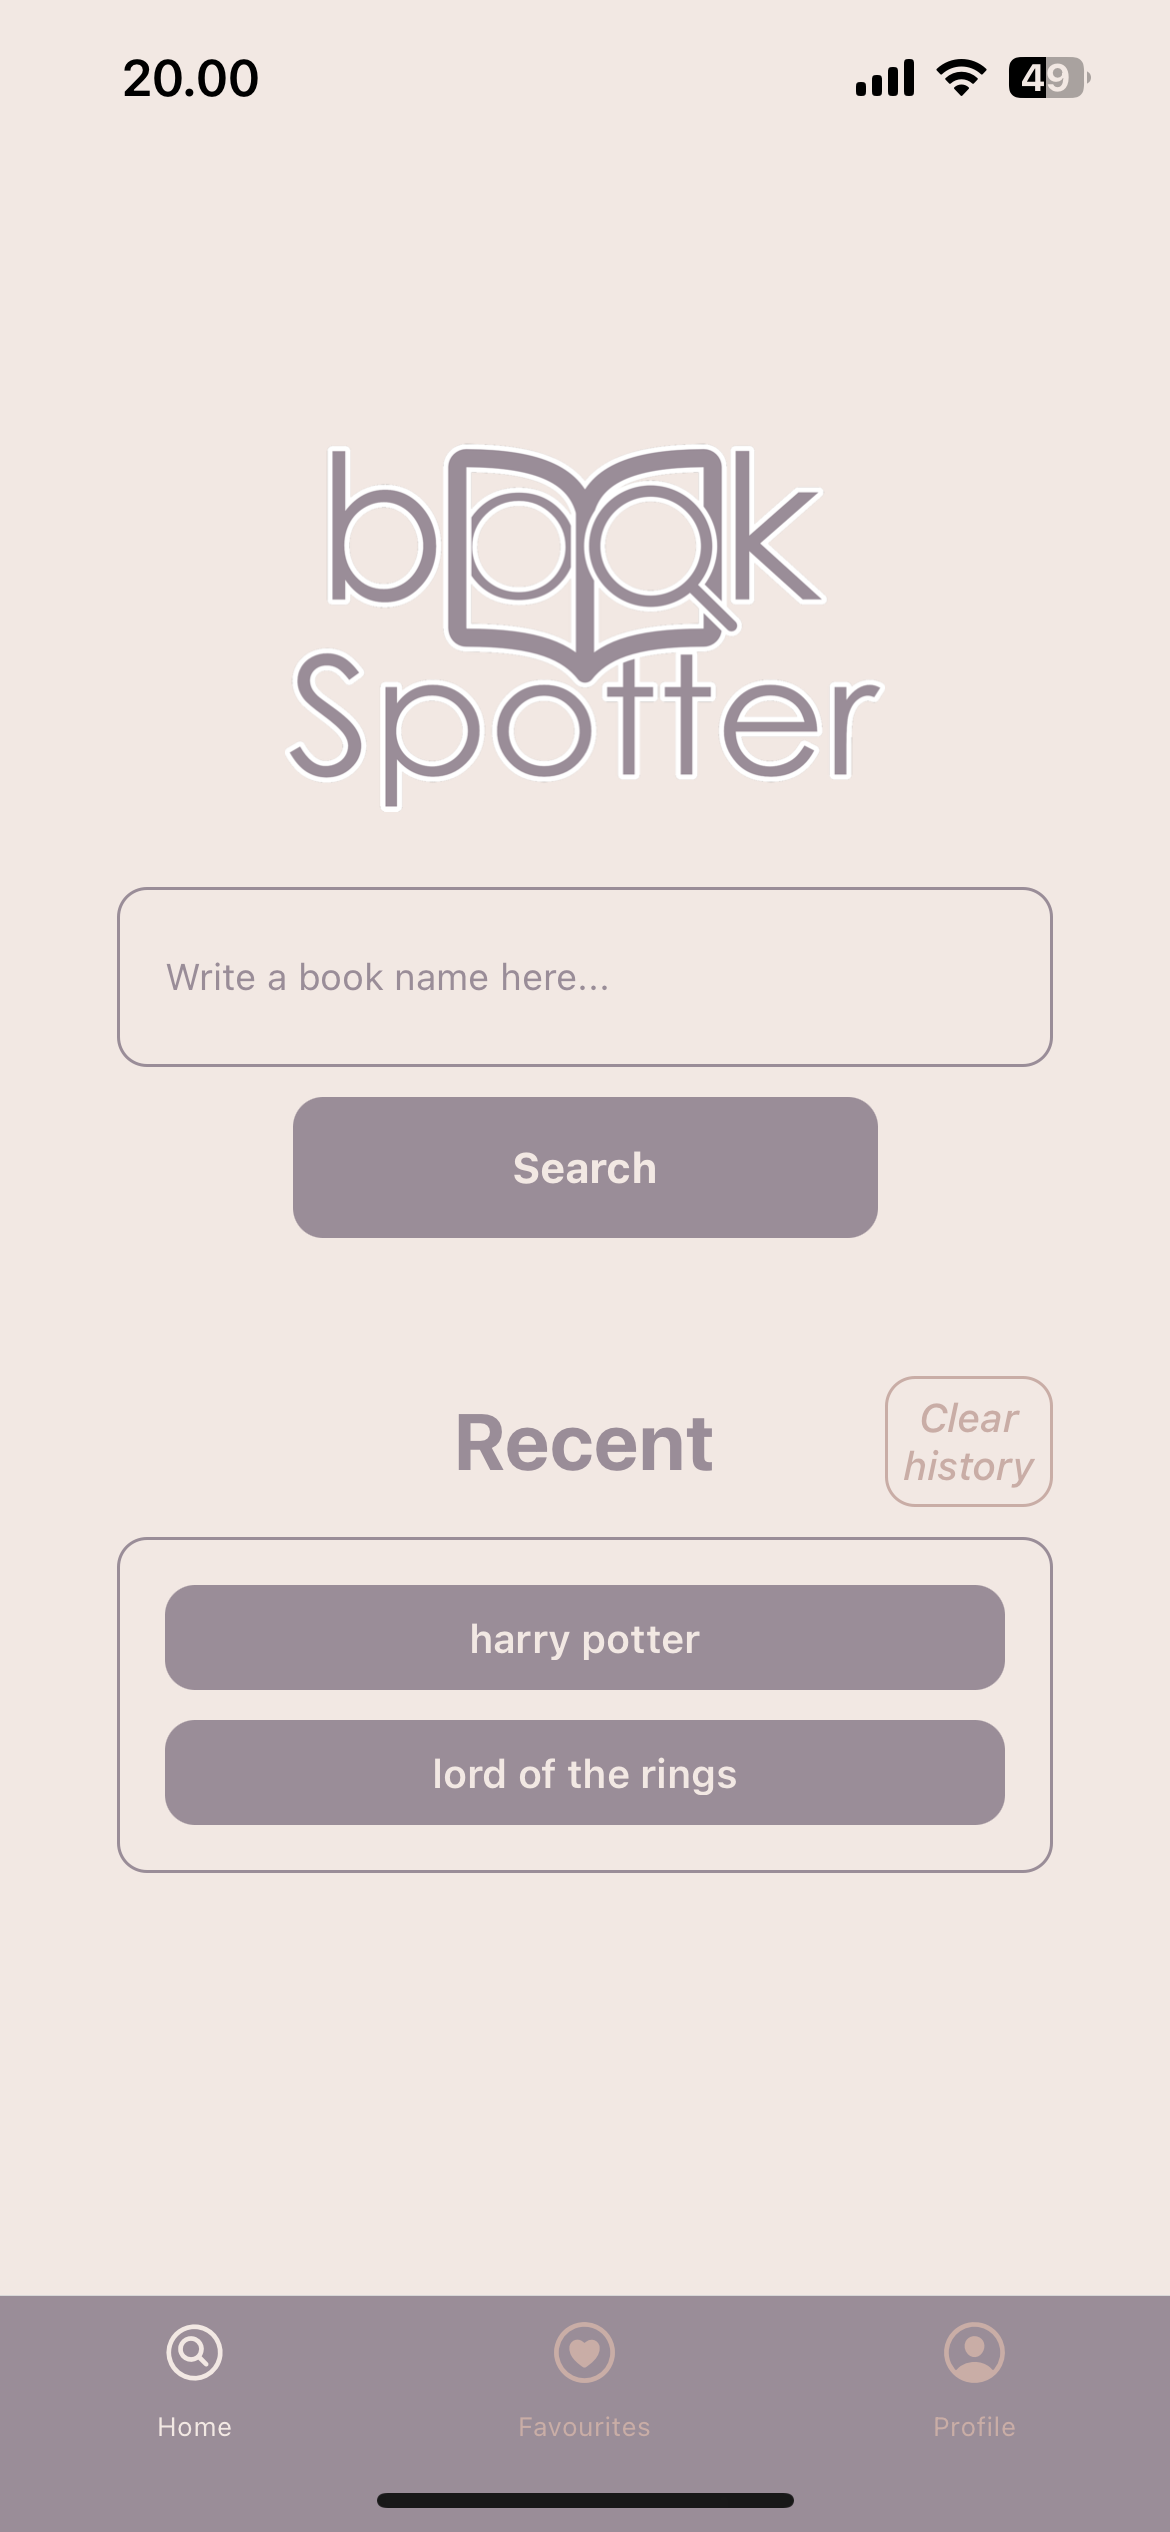 20.00
49
book
Spotter
Write a book name here...
Search
Recent
Clear
history
harry potter
lord of the rings
Home
Favourites
Profile